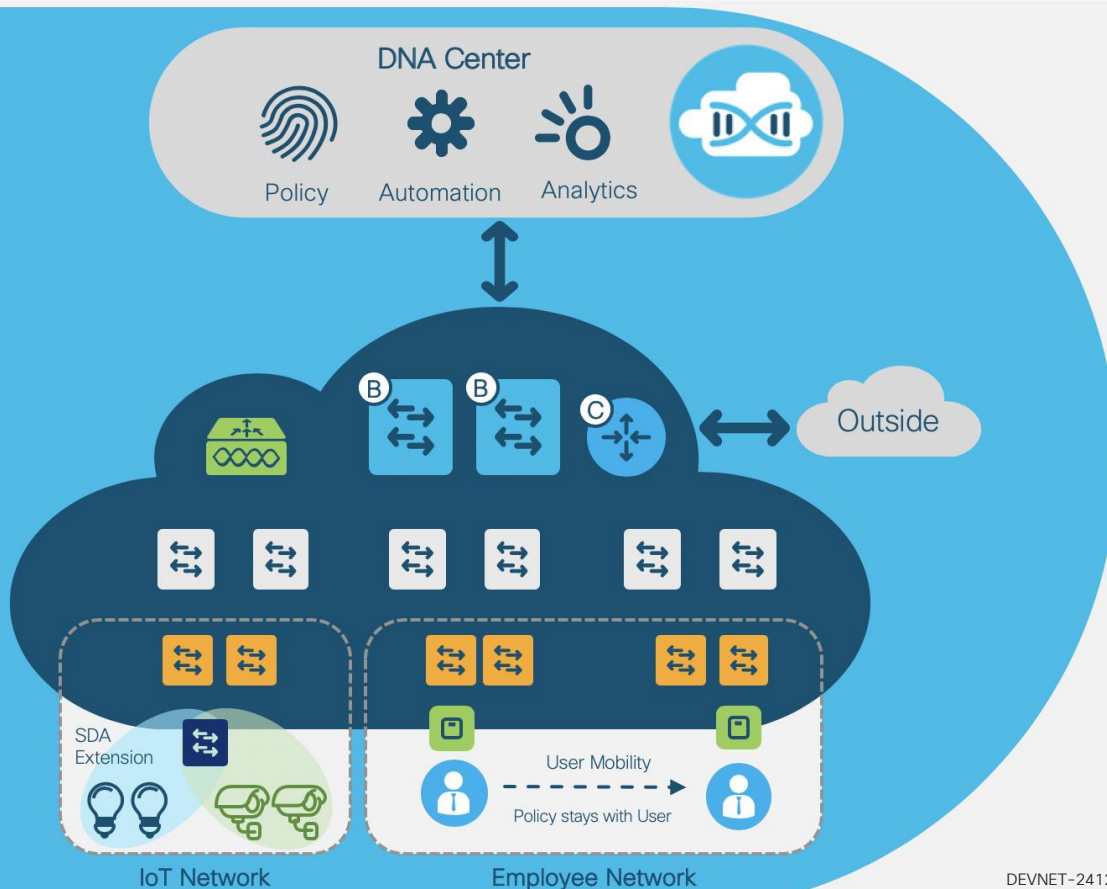 DNA Center
Policy
Automation
Analytics
B
B
C
Outside
SDA
Extension
User Mobility
Policy stays with User
IoT Network
Employee Network